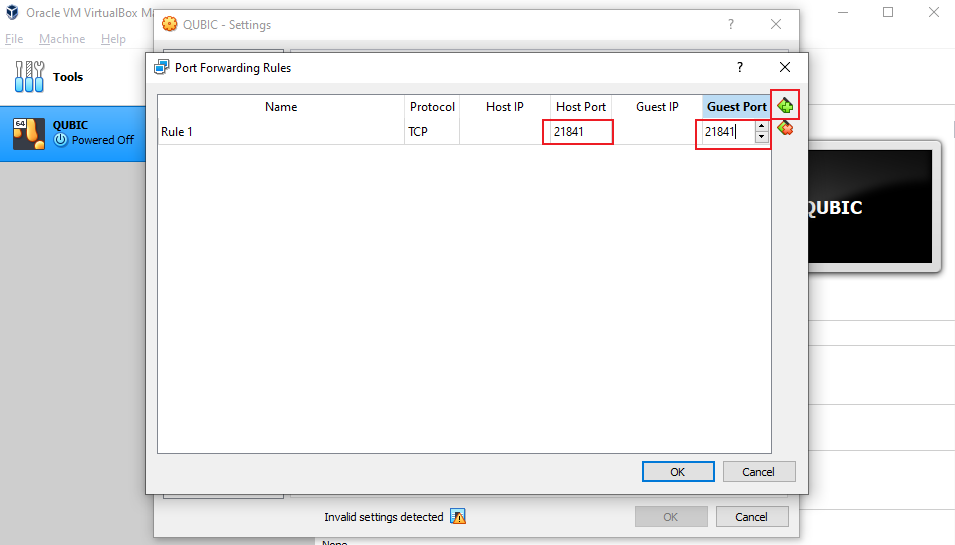 Oracle VM VirtualBox Ma
QUBIC - Settings
?
File Machine Help
Port Forwarding Rules
?
Tools
Name Protocol Host IP Host Port Guest IP Guest Port
Rule 1 TCP 21841 21841
64
QUBIC
Powered Off
QUBIC
OK Cancel
Invalid settings detected
OK Cancel
None